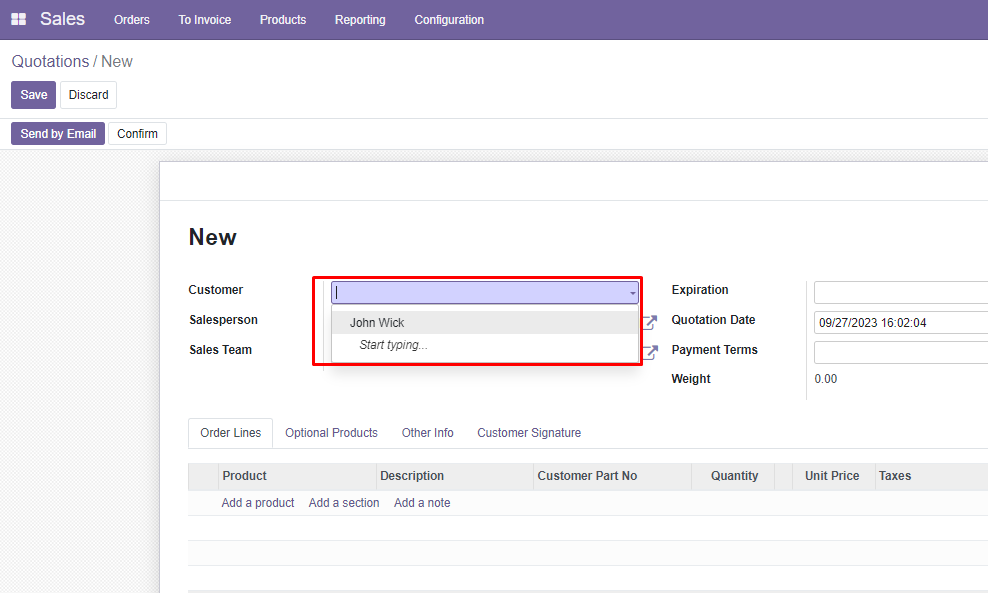 Sales Orders To Invoice Products Reporting Configuration
Quotations / New
Save Discard
Send by Email Confirm
New
Customer
Expiration
Salesperson
John Wick
Quotation Date 09/27/2023 16:02:04
Sales Team
Start typing...
Payment Terms
Weight 0.00
Order Lines Optional Products Other Info Customer Signature
Product Description Customer Part No Quantity Unit Price Taxes
Add a product Add a section Add a note